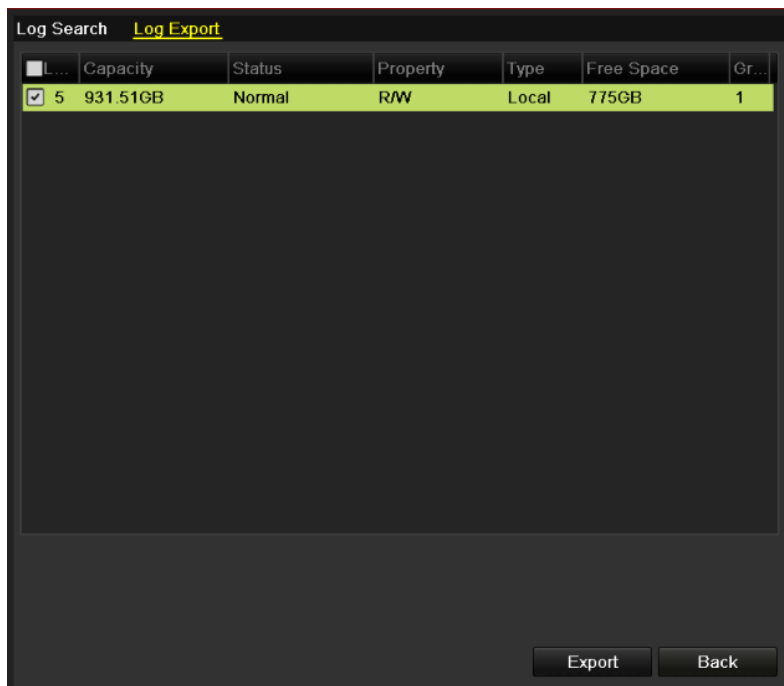 Log Search Log Export
L... Capacity Status Property Type Free Space Gr...
5 931.51GB Normal R/W Local 775GB 1
Export Back